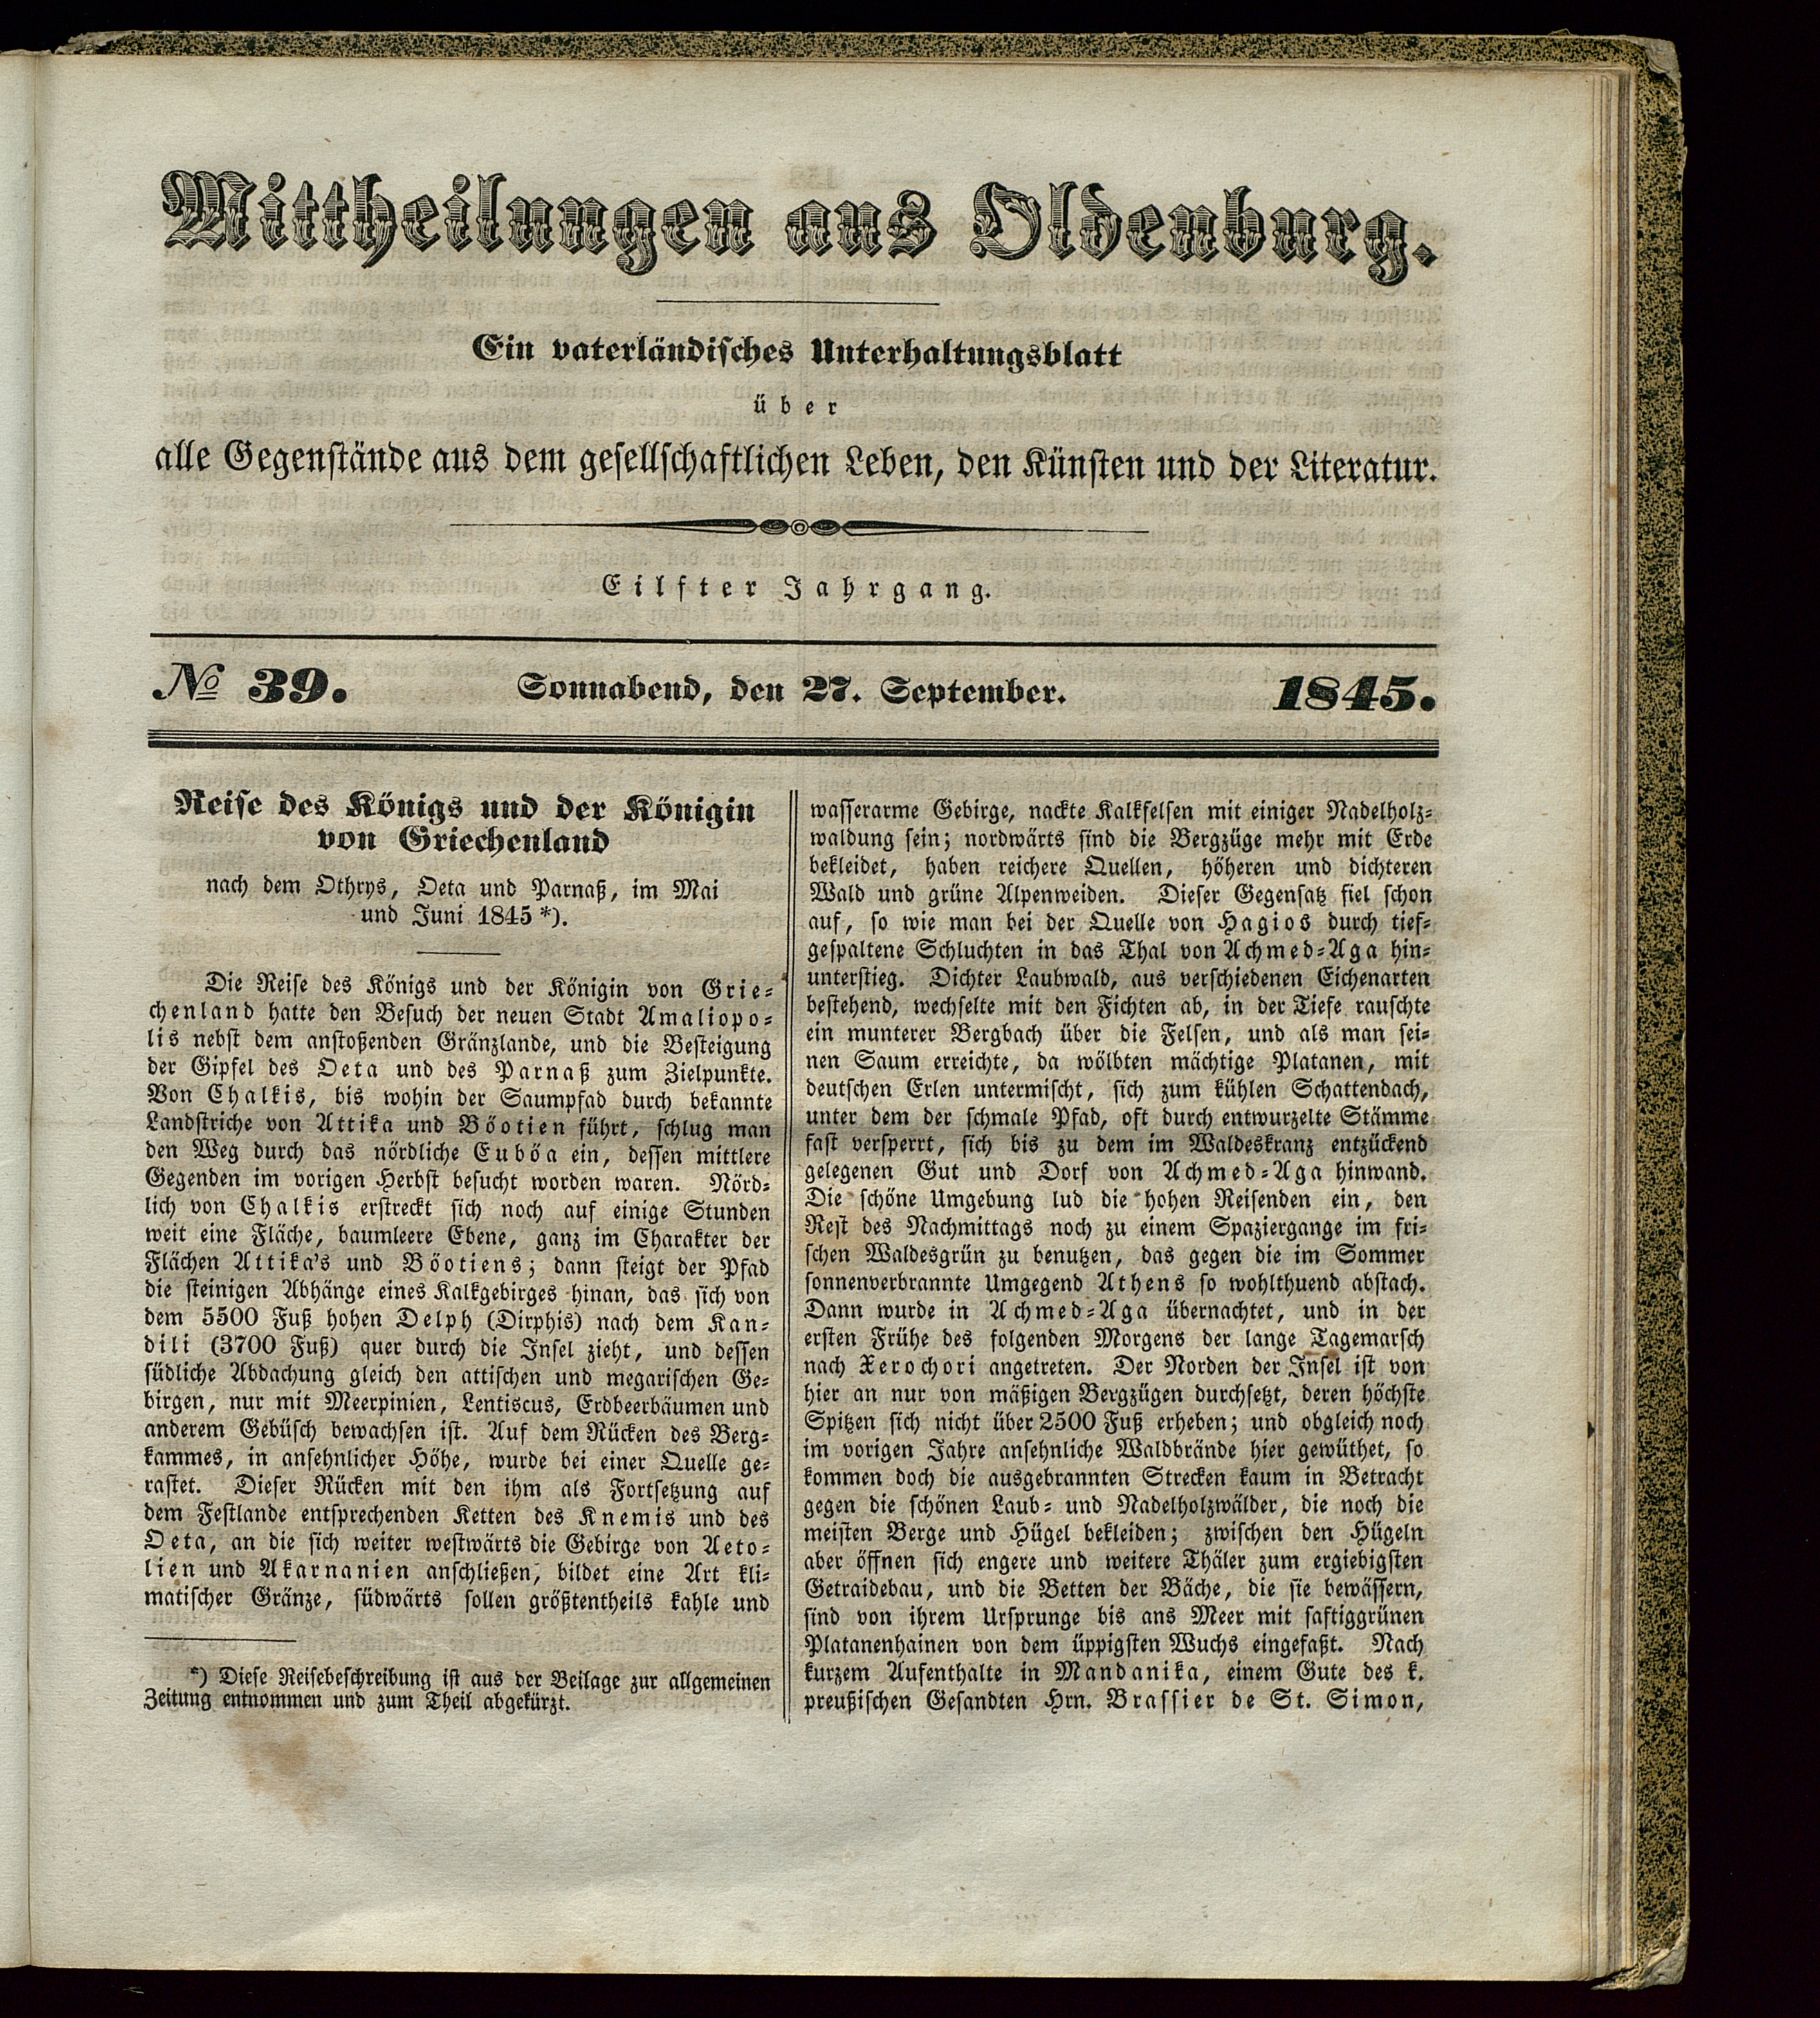 Mittheilungen aus Oldenburg.
Ein vaterländisches Unterhaltungsblatt
über
alle Gegenstände aus dem gesellschaftlichen Leben, den Künsten und der Literatur.
Eilfter Jahrgang.
No 39. Sonnabend, den 27. September. 1845.
Reise des Königs und der Königin
von Griechenland
nach dem Othrys, Oeta und Parnaß, im Mai
und Juni 1845 *).
Die Reise des Königs und der Königin von Grie-
chenland hatte den Besuch der neuen Stadt Amaliopo-
lis nebst dem anstoßenden Gränzlande, und die Besteigung
der Gipfel des Oeta und des Parnaß zum Zielpunkte.
Von Chalkis, bis wohin der Saumpfad durch bekannte
Landstriche von Attika und Böotien führt, schlug man
den Weg durch das nördliche Euböa ein, dessen mittlere
Gegenden im vorigen Herbst besucht worden waren. Nörd-
lich von Chalkis erstreckt sich noch auf einige Stunden
weit eine Fläche, baumleere Ebene, ganz im Charakter der
Flächen Attika's und Böotiens; dann steigt der Pfad
die steinigen Abhänge eines Kalkgebirges hinan, das sich von
dem 5500 Fuß hohen Delph (Dirphis) nach dem Kan-
dili (3700 Fuß) quer durch die Insel zieht, und dessen
südliche Abdachung gleich den attischen und megarischen Ge-
birgen, nur mit Meerpinien, Lentiscus, Erdbeerbäumen und
anderem Gebüsch bewachsen ist. Auf dem Rücken des Berg-
kammes, in ansehnlicher Höhe, wurde bei einer Quelle ge-
rastet. Dieser Rücken mit den ihm als Fortsetzung auf
dem Festlande entsprechenden Ketten des Knemis und des
Oeta, an die sich weiter westwärts die Gebirge von Aeto-
lien und Akarnanien anschließen, bildet eine Art kli-
matischer Gränze, südwärts sollen größtentheils kahle und
*) Diese Reisebeschreibung ist aus der Beilage zur allgemeinen
Zeitung entnommen und zum Theil abgekürzt.
wasserarme Gebirge, nackte Kalkfelsen mit einiger Nadelholz-
waldung sein; nordwärts sind die Bergzüge mehr mit Erde
bekleidet, haben reichere Quellen, höheren und dichteren
Wald und grüne Alpenweiden. Dieser Gegensatz fiel schon
auf, so wie man bei der Quelle von Hagios durch tief-
gespaltene Schluchten in das Thal von Achmed-Aga hin-
unterstieg. Dichter Laubwald, aus verschiedenen Eichenarten
bestehend, wechselte mit den Fichten ab, in der Tiefe rauschte
ein munterer Bergbach über die Felsen, und als man sei-
nen Saum erreichte, da wölbten mächtige Platanen, mit
deutschen Erlen untermischt, sich zum kühlen Schattendach,
unter dem der schmale Pfad, oft durch entwurzelte Stämme
fast versperrt, sich bis zu dem im Waldeskranz entzückend
gelegenen Gut und Dorf von Achmed-Aga hinwand.
Die schöne Umgebung lud die hohen Reisenden ein, den
Rest des Nachmittags noch zu einem Spaziergange im fri-
schen Waldesgrün zu benutzen, das gegen die im Sommer
sonnenverbrannte Umgegend Athens so wohlthuend abstach.
Dann wurde in Achmed-Aga übernachtet, und in der
ersten Frühe des folgenden Morgens der lange Tagemarsch
nach Xerochori angetreten. Der Norden der Insel ist von
hier an nur von mäßigen Bergzügen durchsetzt, deren höchste
Spitzen sich nicht über 2500 Fuß erheben; und obgleich noch
im vorigen Jahre ansehnliche Waldbrände hier gewüthet, so
kommen doch die ausgebrannten Strecken kaum in Betracht
gegen die schönen Laub- und Nadelholzwälder, die noch die
meisten Berge und Hügel bekleiden; zwischen den Hügeln
aber öffnen sich engere und weitere Thäler zum ergiebigsten
Getraidebau, und die Betten der Bäche, die sie bewässern,
sind von ihrem Ursprunge bis ans Meer mit saftiggrünen
Platanenhainen von dem üppigsten Wuchs eingefaßt. Nach
kurzem Aufenthalte in Mandanika, einem Gute des k.
preußischen Gesandten Hrn. Brassier de St. Simon,